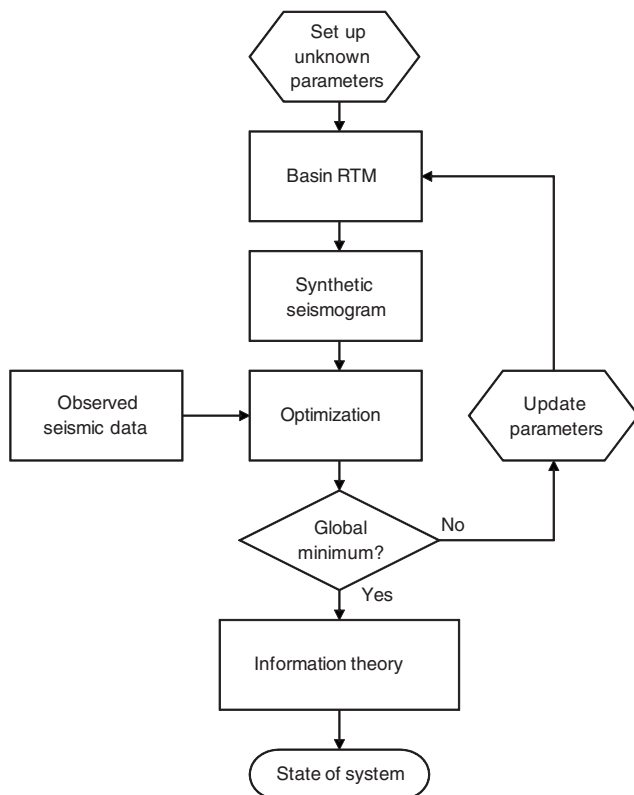 Set up
unknown
parameters
Basin RTM
Synthetic
seismogram
Observed
seismic data
Optimization
Update
parameters
Global
minimum?
No
Yes
Information theory
State of system